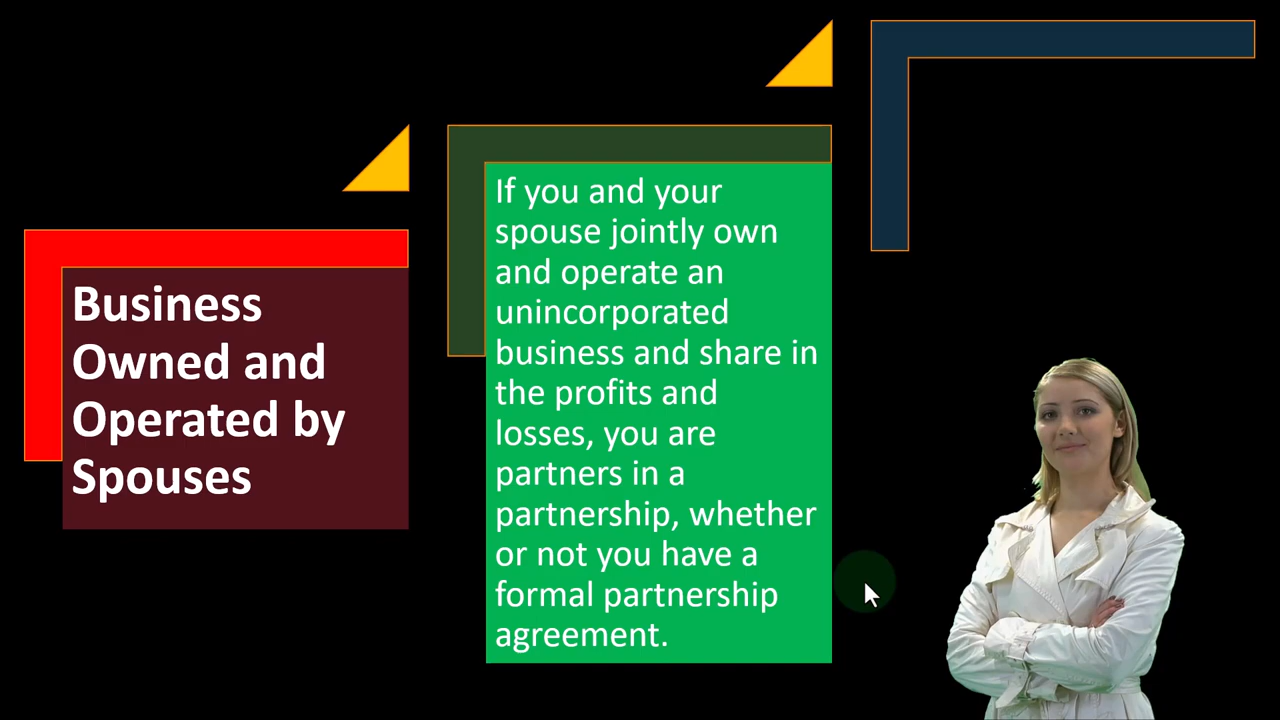 Business
Owned and
Operated by
Spouses
If you and your
spouse jointly own
and operate an
unincorporated
business and share in
the profits and
losses, you are
partners in a
partnership, whether
or not you have a
formal partnership
agreement.